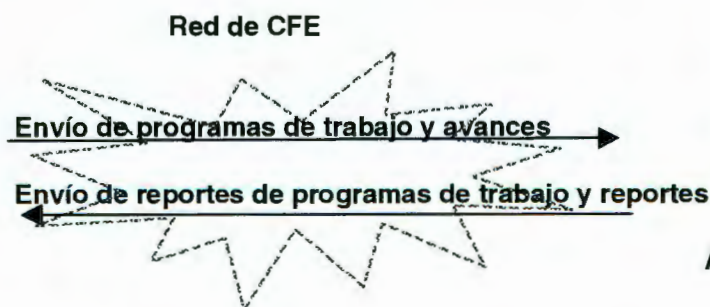 Red de CFE
Envío de programas de trabajo y avances
Envío de reportes de programas de trabajo y reportes